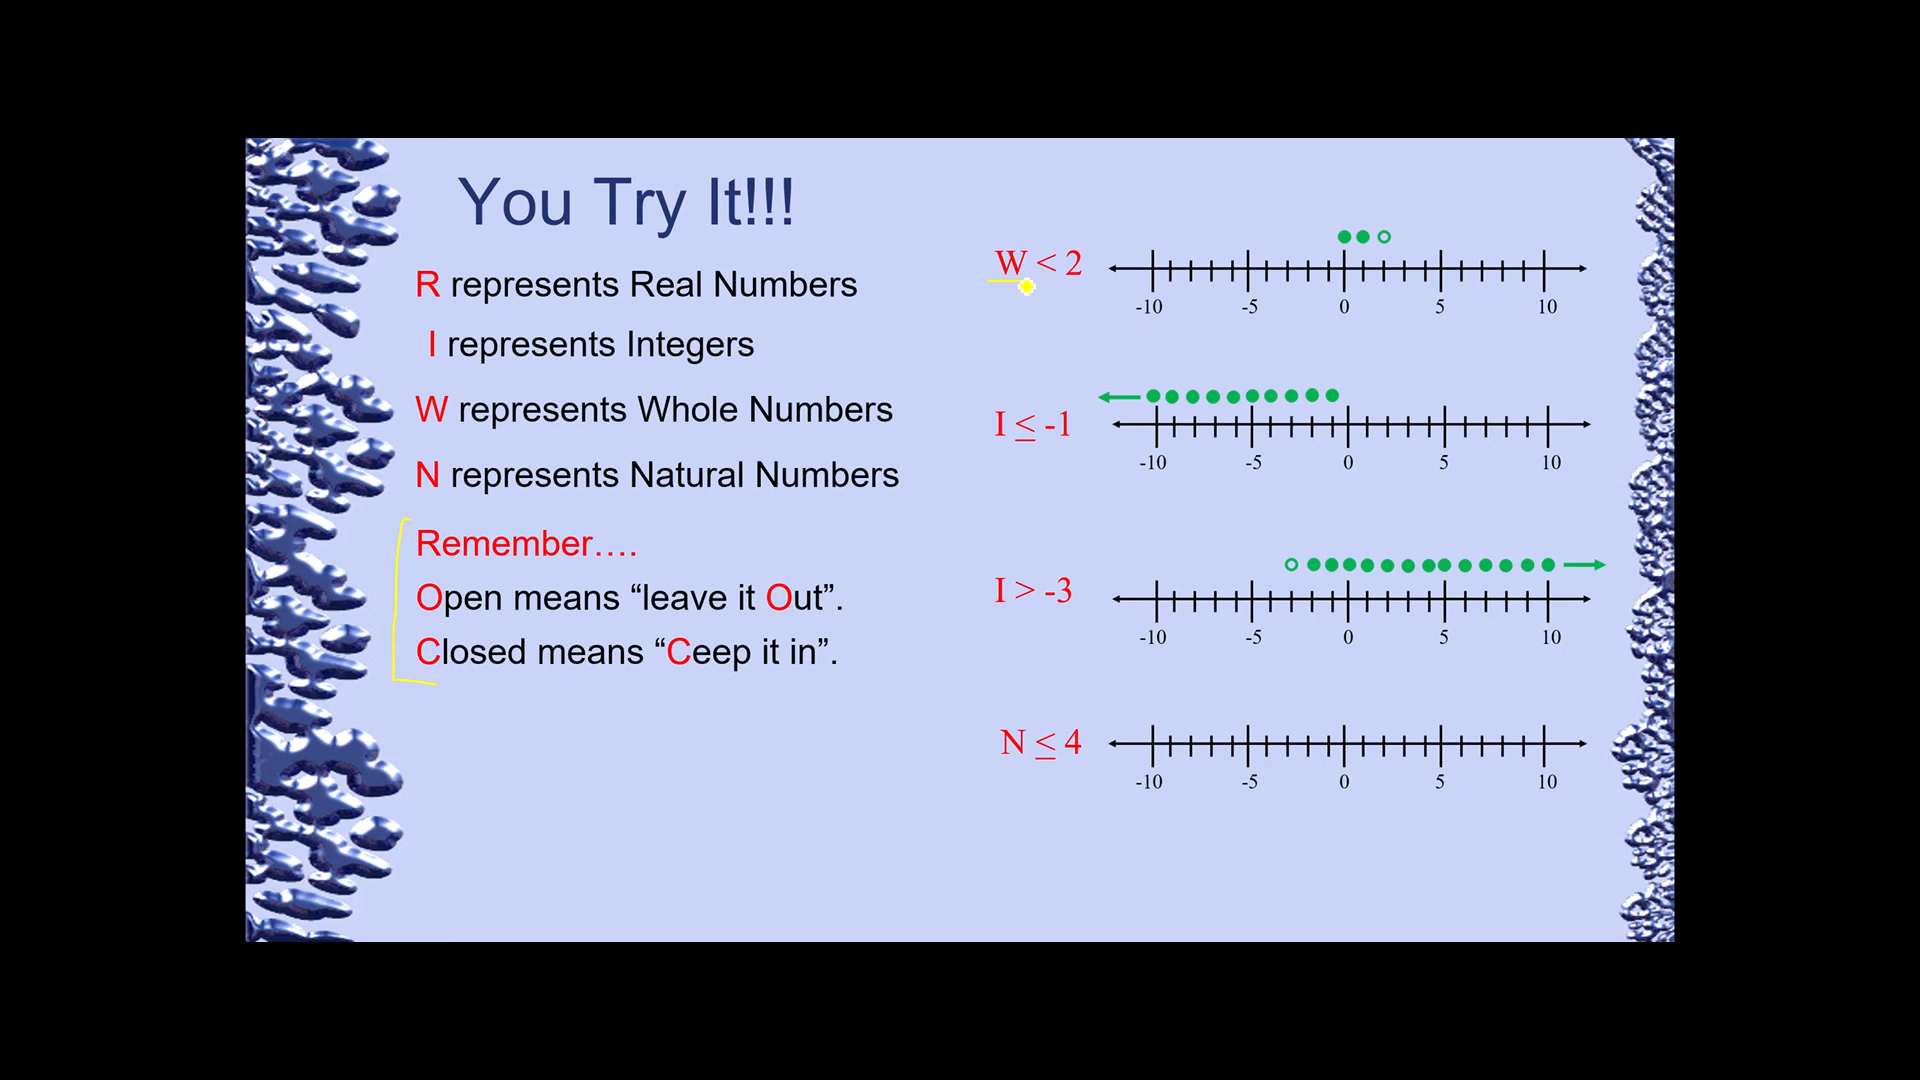 You Try It!!!
R represents Real Numbers
I represents Integers
W represents Whole Numbers
N represents Natural Numbers
Remember….
Open means “leave it Out”.
Closed means “Ceep it in”.
W < 2
-10 -5 0 5 10
I ≤ -1
-10 -5 0 5 10
I > -3
-10 -5 0 5 10
N ≤ 4
-10 -5 0 5 10